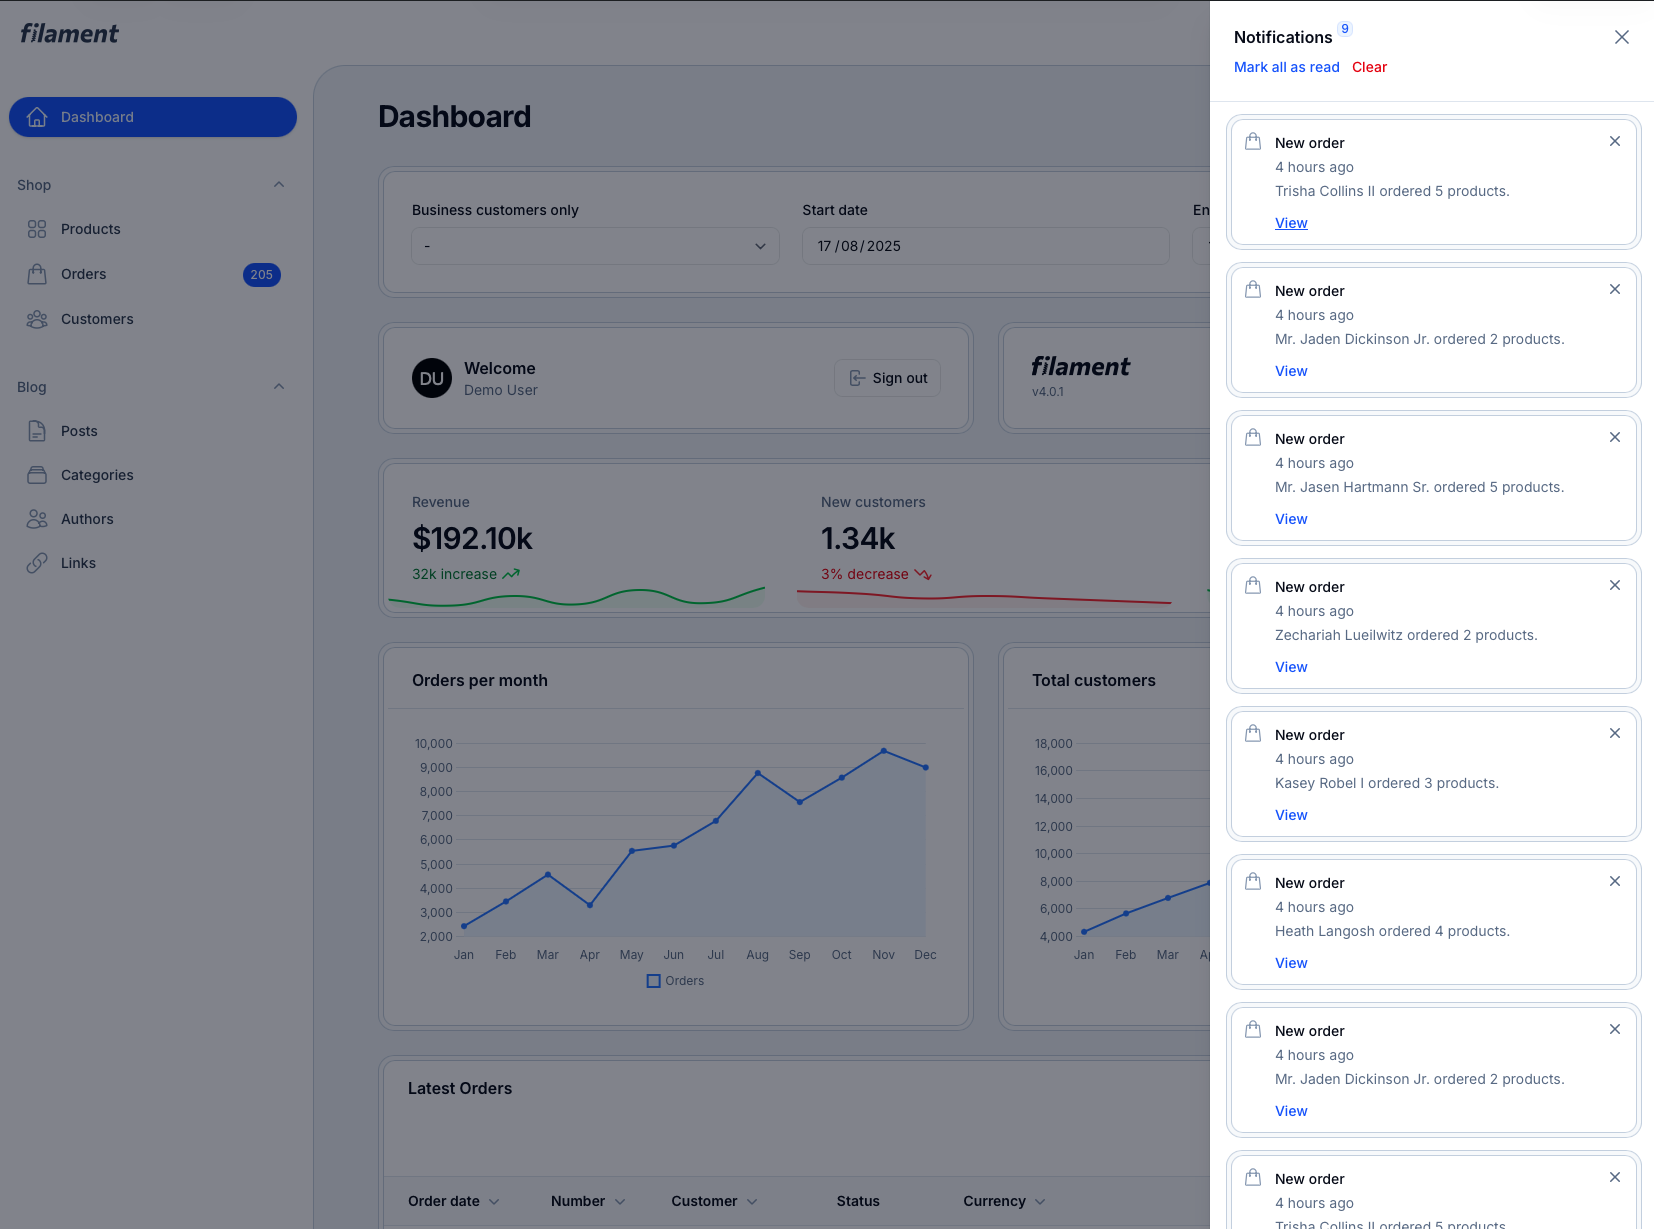 filament
Dashboard
Shop
Products
Orders
205
Customers
Blog
Posts
Categories
Authors
Links
Dashboard
Business customers only
-
Start date
17/08/2025
En
DU
Welcome
Demo User
Sign out
filament
v4.0.1
Revenue
$192.10k
32k increase
New customers
1.34k
3% decrease
Orders per month
10,000
9,000
8,000
7,000
6,000
5,000
4,000
3,000
2,000
Jan Feb Mar Apr May Jun Jul Aug Sep Oct Nov Dec
Orders
Total customers
18,000
16,000
14,000
12,000
10,000
8,000
6,000
4,000
Jan Feb Mar
Latest Orders
Order date Number Customer Status Currency
Notifications 9
Mark all as read Clear
New order
4 hours ago
Trisha Collins II ordered 5 products.
View
New order
4 hours ago
Mr. Jaden Dickinson Jr. ordered 2 products.
View
New order
4 hours ago
Mr. Jasen Hartmann Sr. ordered 5 products.
View
New order
4 hours ago
Zechariah Lueilwitz ordered 2 products.
View
New order
4 hours ago
Kasey Robel I ordered 3 products.
View
New order
4 hours ago
Heath Langosh ordered 4 products.
View
New order
4 hours ago
Mr. Jaden Dickinson Jr. ordered 2 products.
View
New order
4 hours ago
Trisha Collins II ordered 5 products.